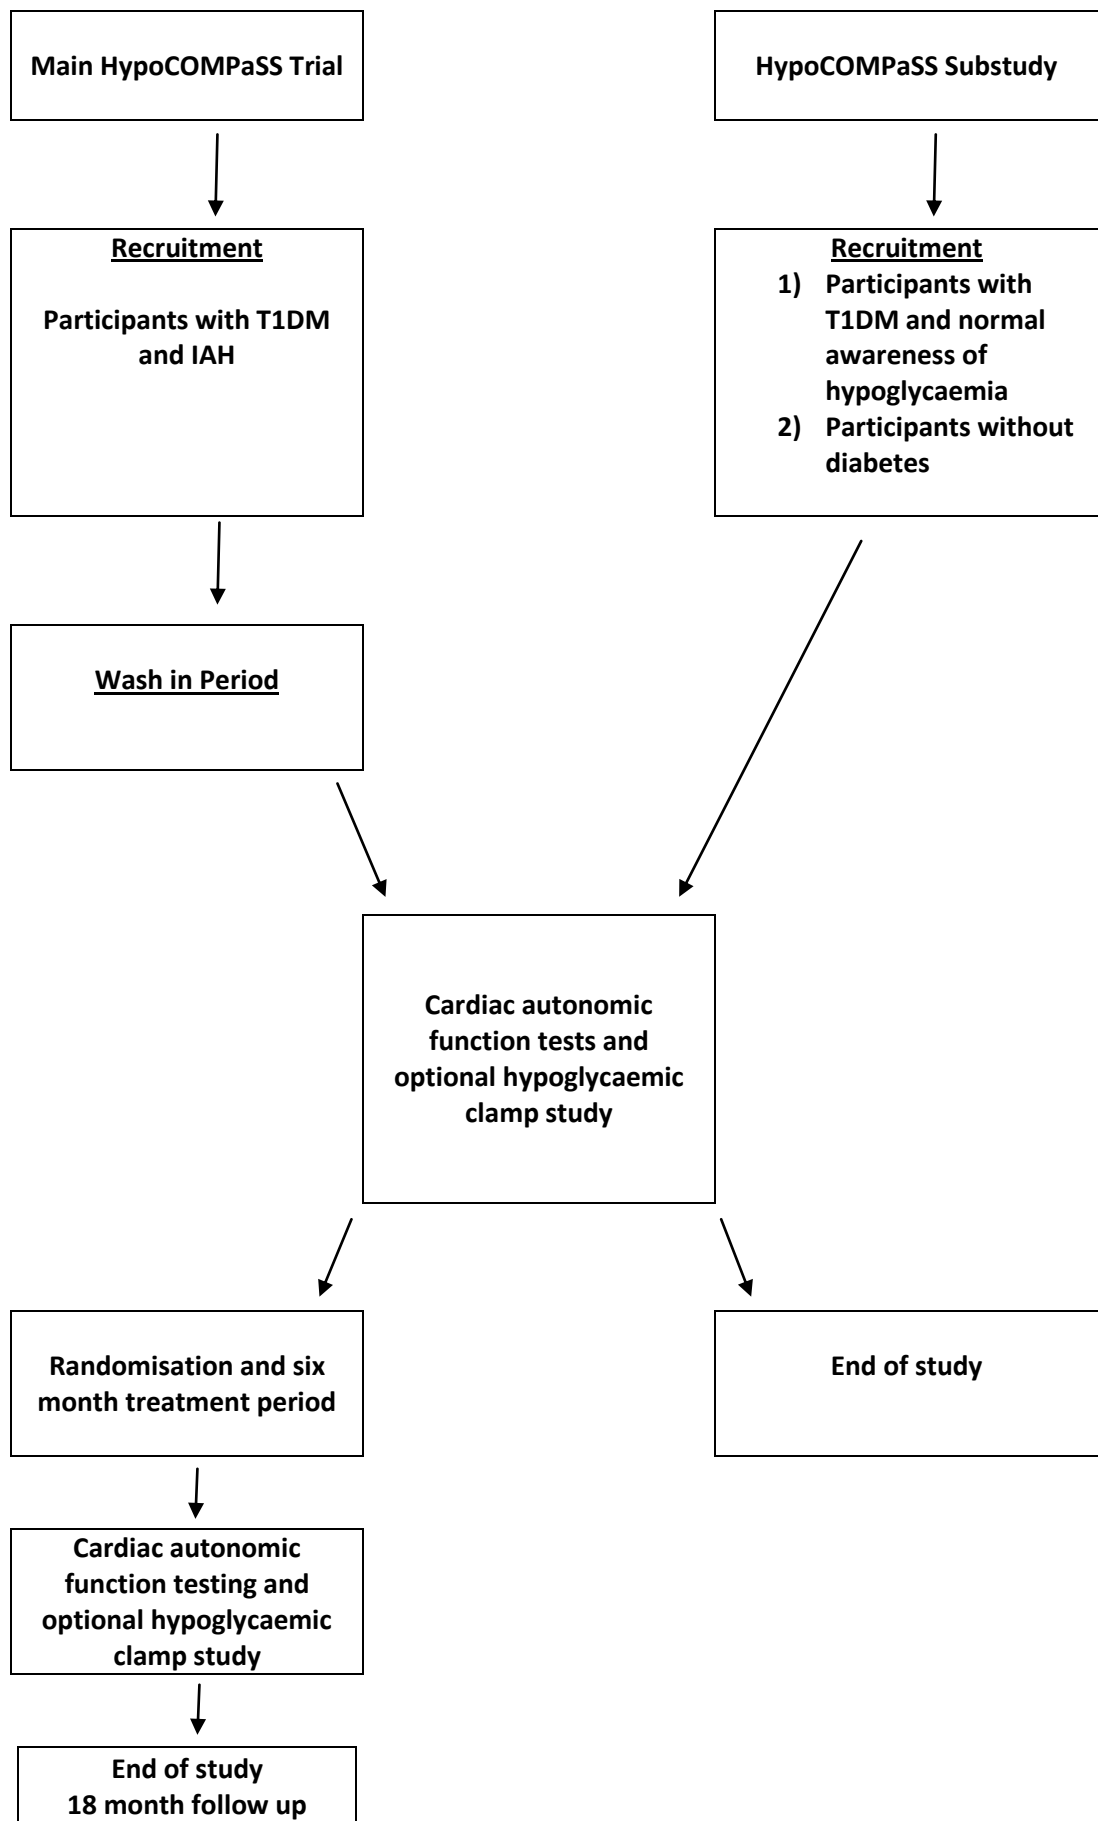 Main HypoCOMPaSS Trial
HypoCOMPaSS Substudy
Recruitment
Participants with T1DM
and IAH
Recruitment
1) Participants with
T1DM and normal
awareness of
hypoglycaemia
2) Participants without
diabetes
Wash in Period
Cardiac autonomic
function tests and
optional hypoglycaemic
clamp study
Randomisation and six
month treatment period
End of study
Cardiac autonomic
function testing and
optional hypoglycaemic
clamp study
End of study
18 month follow up